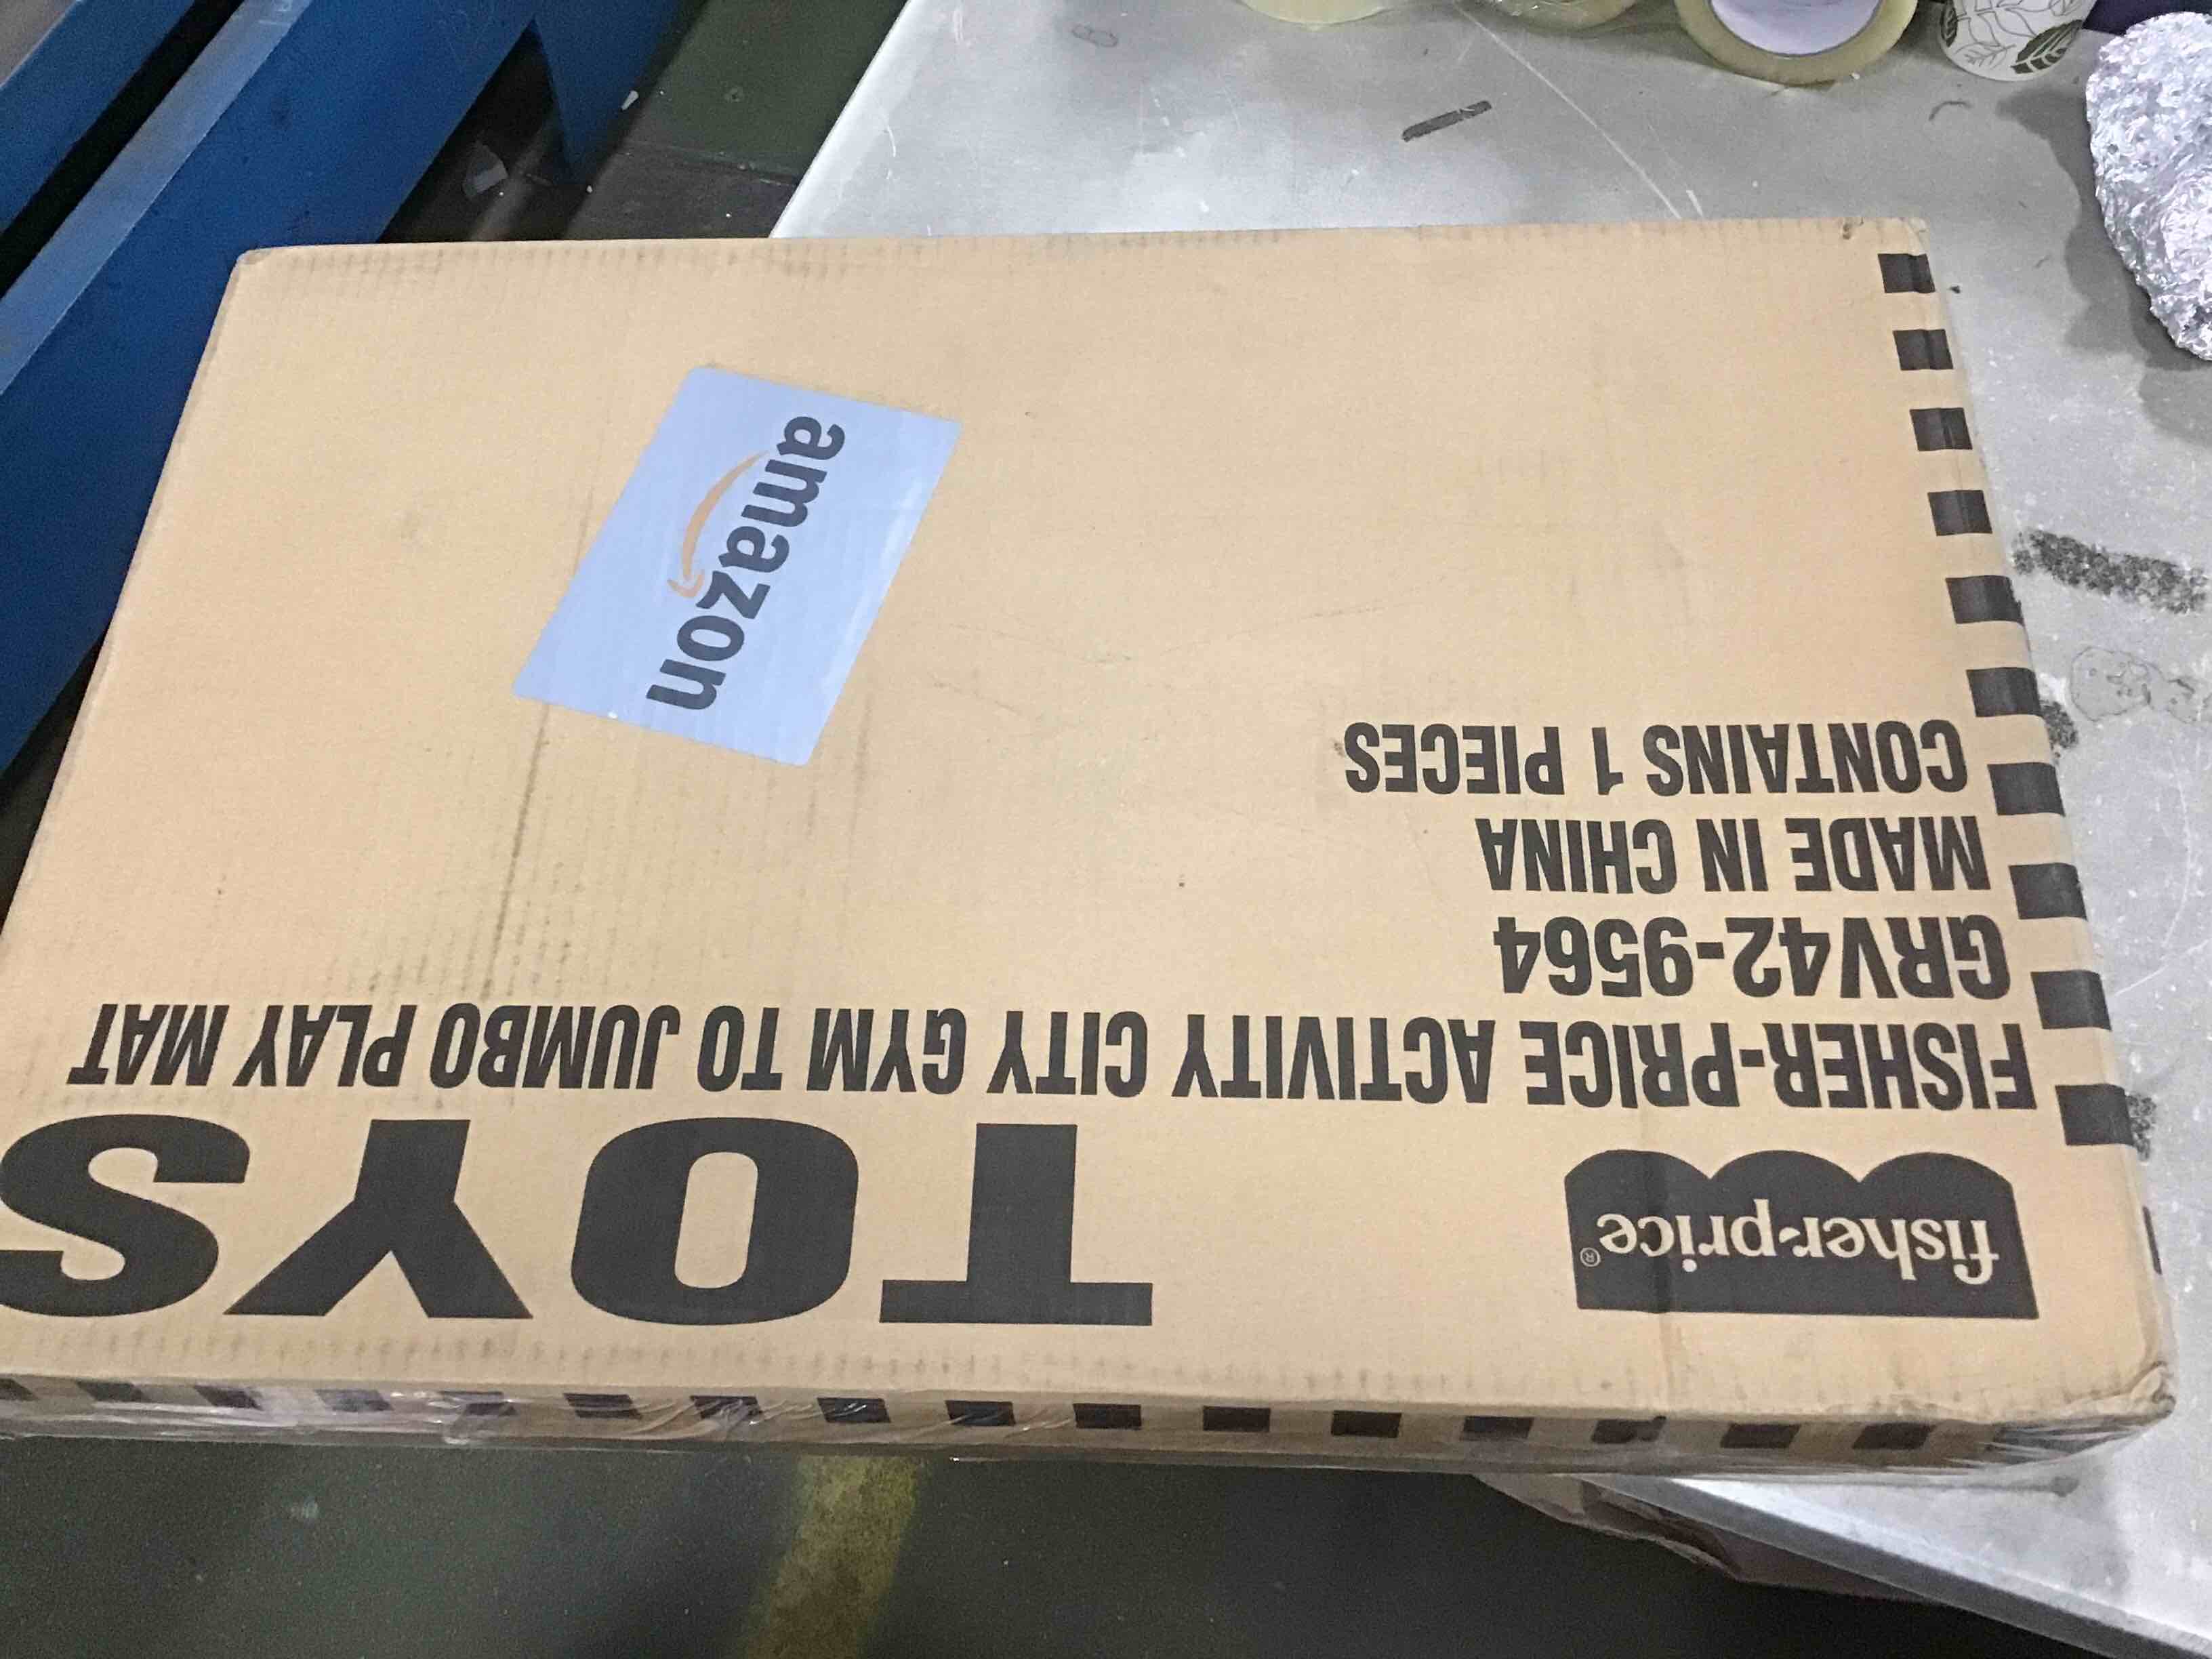 fisher-price®
TOYS
FISHER-PRICE ACTIVITY CITY GYM TO JUMBO PLAY MAT
GRV42-9564
MADE IN CHINA
CONTAINS 1 PIECES
amazon